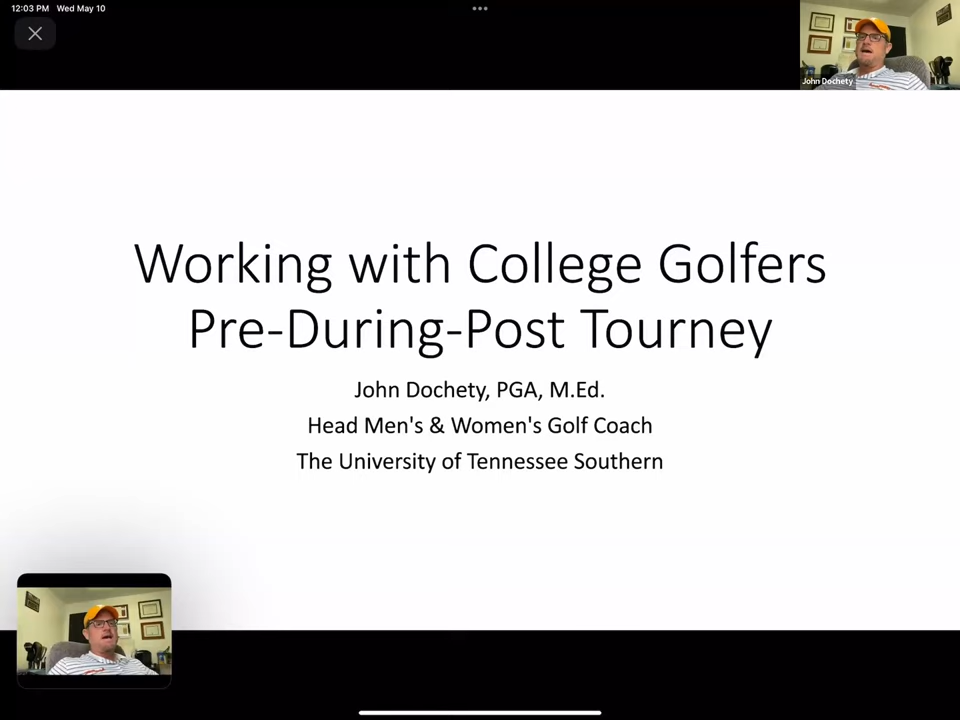 12:03 PM Wed May 10
John Dochety
Working with College Golfers
Pre-During-Post Tourney
John Dochety, PGA, M.Ed.
Head Men's & Women's Golf Coach
The University of Tennessee Southern